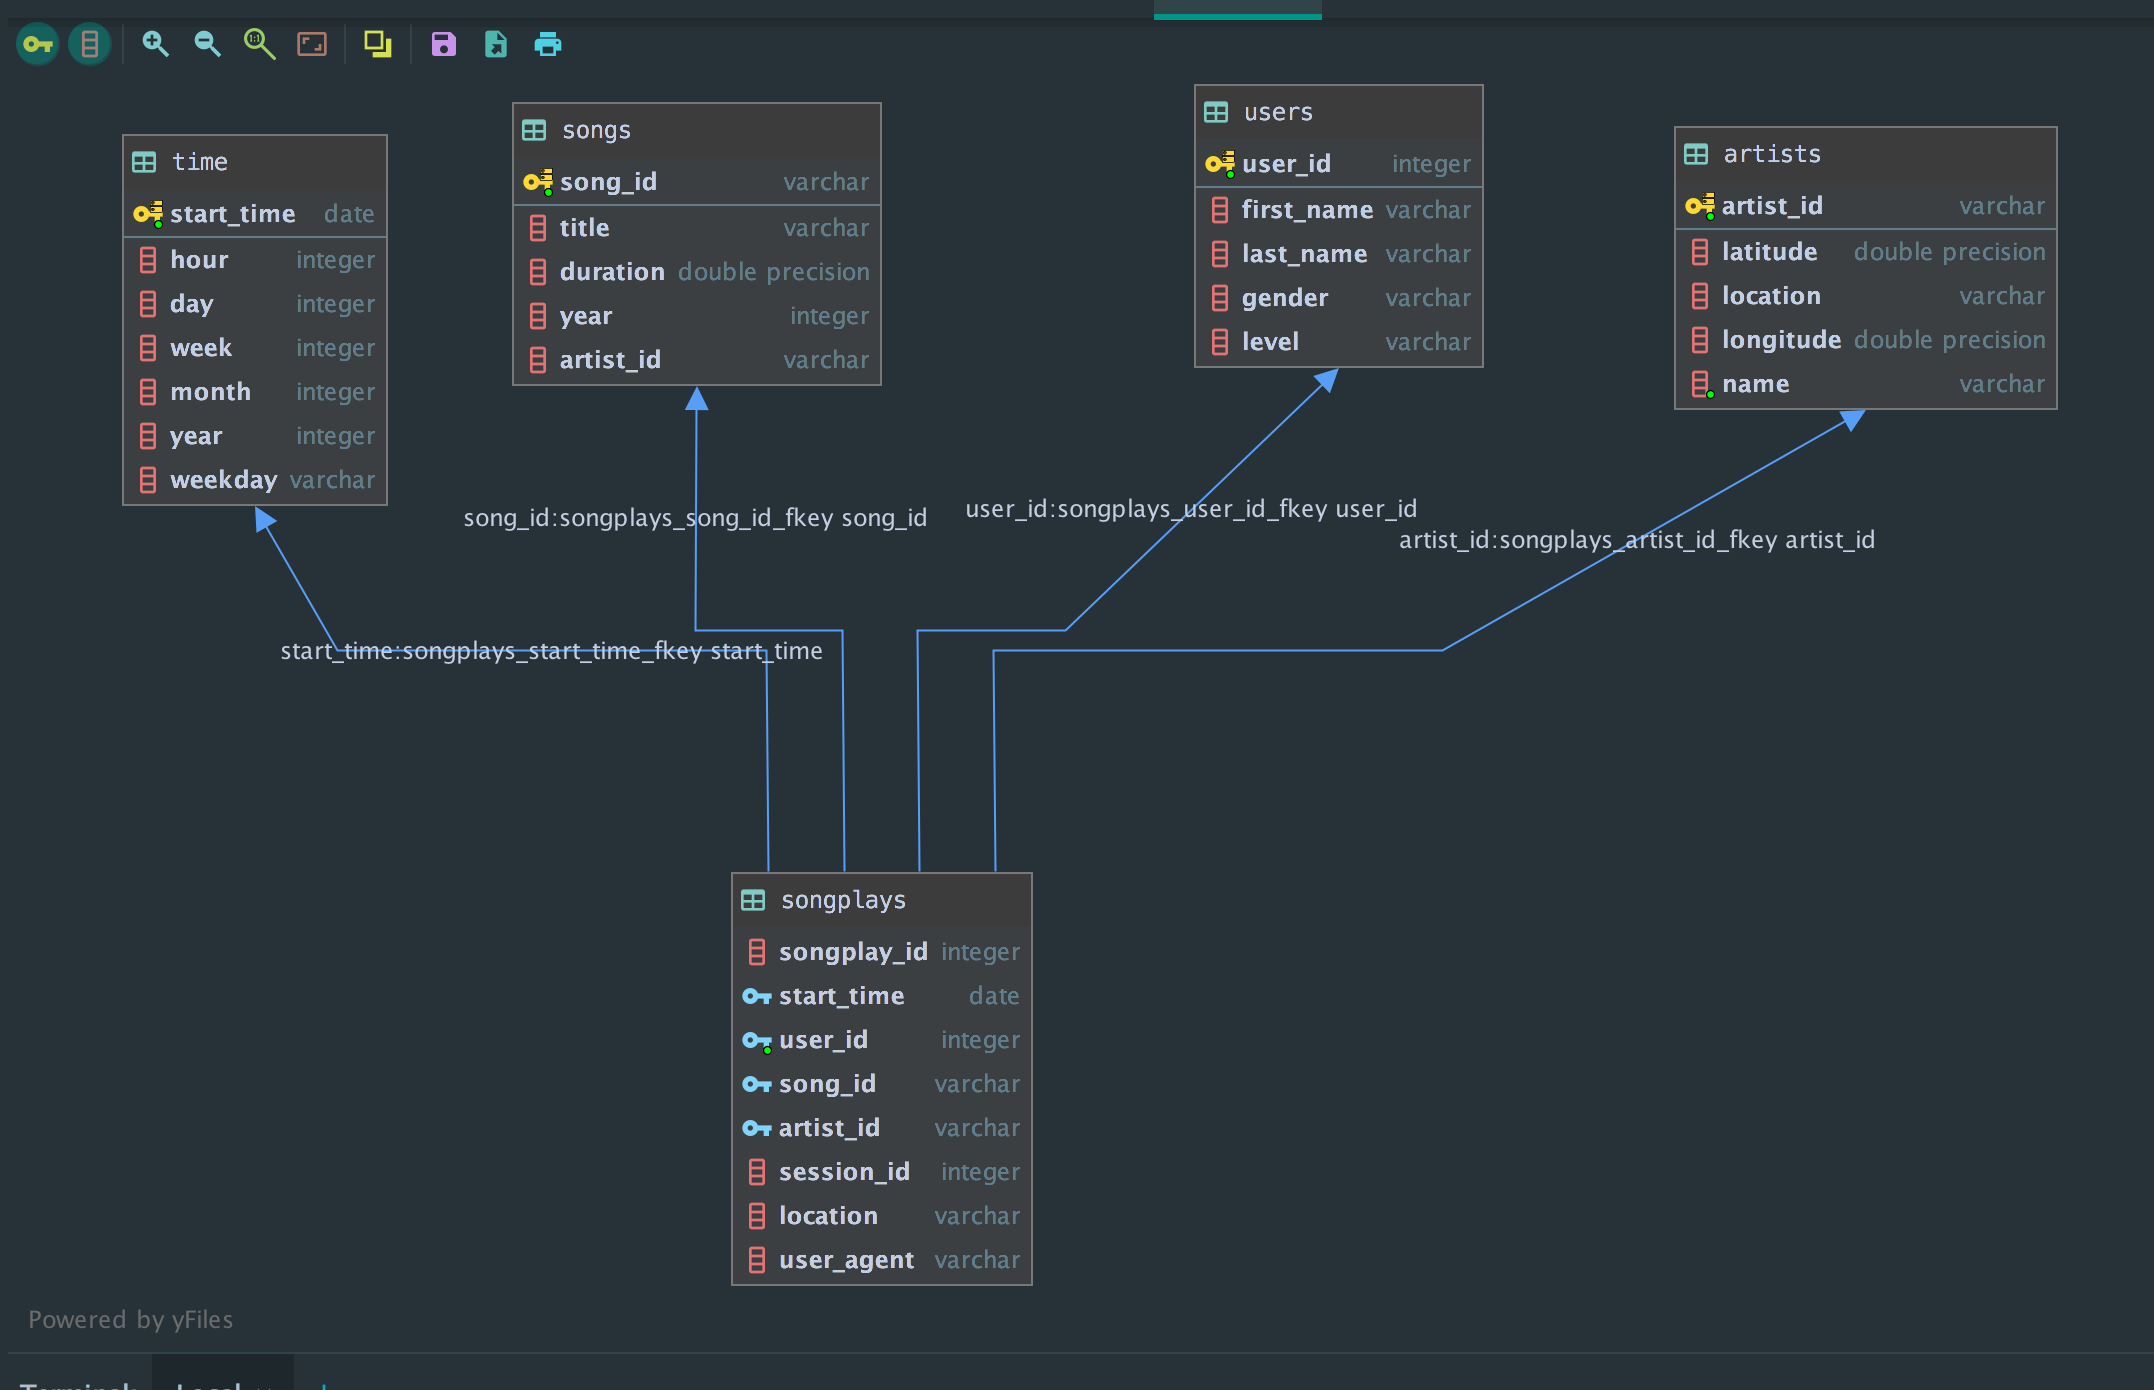 1:1
time
start_time date
hour integer
day integer
week integer
month integer
year integer
weekday varchar
songs
song_id varchar
title varchar
duration double precision
year integer
artist_id varchar
users
user_id integer
first_name varchar
last_name varchar
gender varchar
level varchar
artists
artist_id varchar
latitude double precision
location varchar
longitude double precision
name varchar
song_id:songplays_song_id_fkey song_id
user_id:songplays_user_id_fkey user_id
artist_id:songplays_artist_id_fkey artist_id
start_time:songplays_start_time_fkey start_time
songplays
songplay_id integer
start_time date
user_id integer
song_id varchar
artist_id varchar
session_id integer
location varchar
user_agent varchar
Powered by yFiles
Terminal: Local